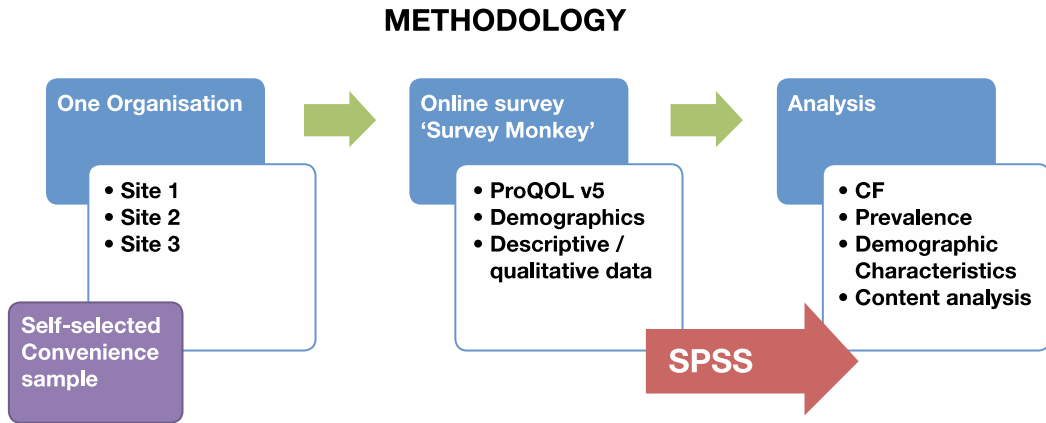 METHODOLOGY
One Organisation
• Site 1
• Site 2
• Site 3
Self-selected
Convenience
sample
Online survey
‘Survey Monkey’
• ProQOL v5
• Demographics
• Descriptive /
qualitative data
SPSS
Analysis
• CF
• Prevalence
• Demographic
Characteristics
• Content analysis